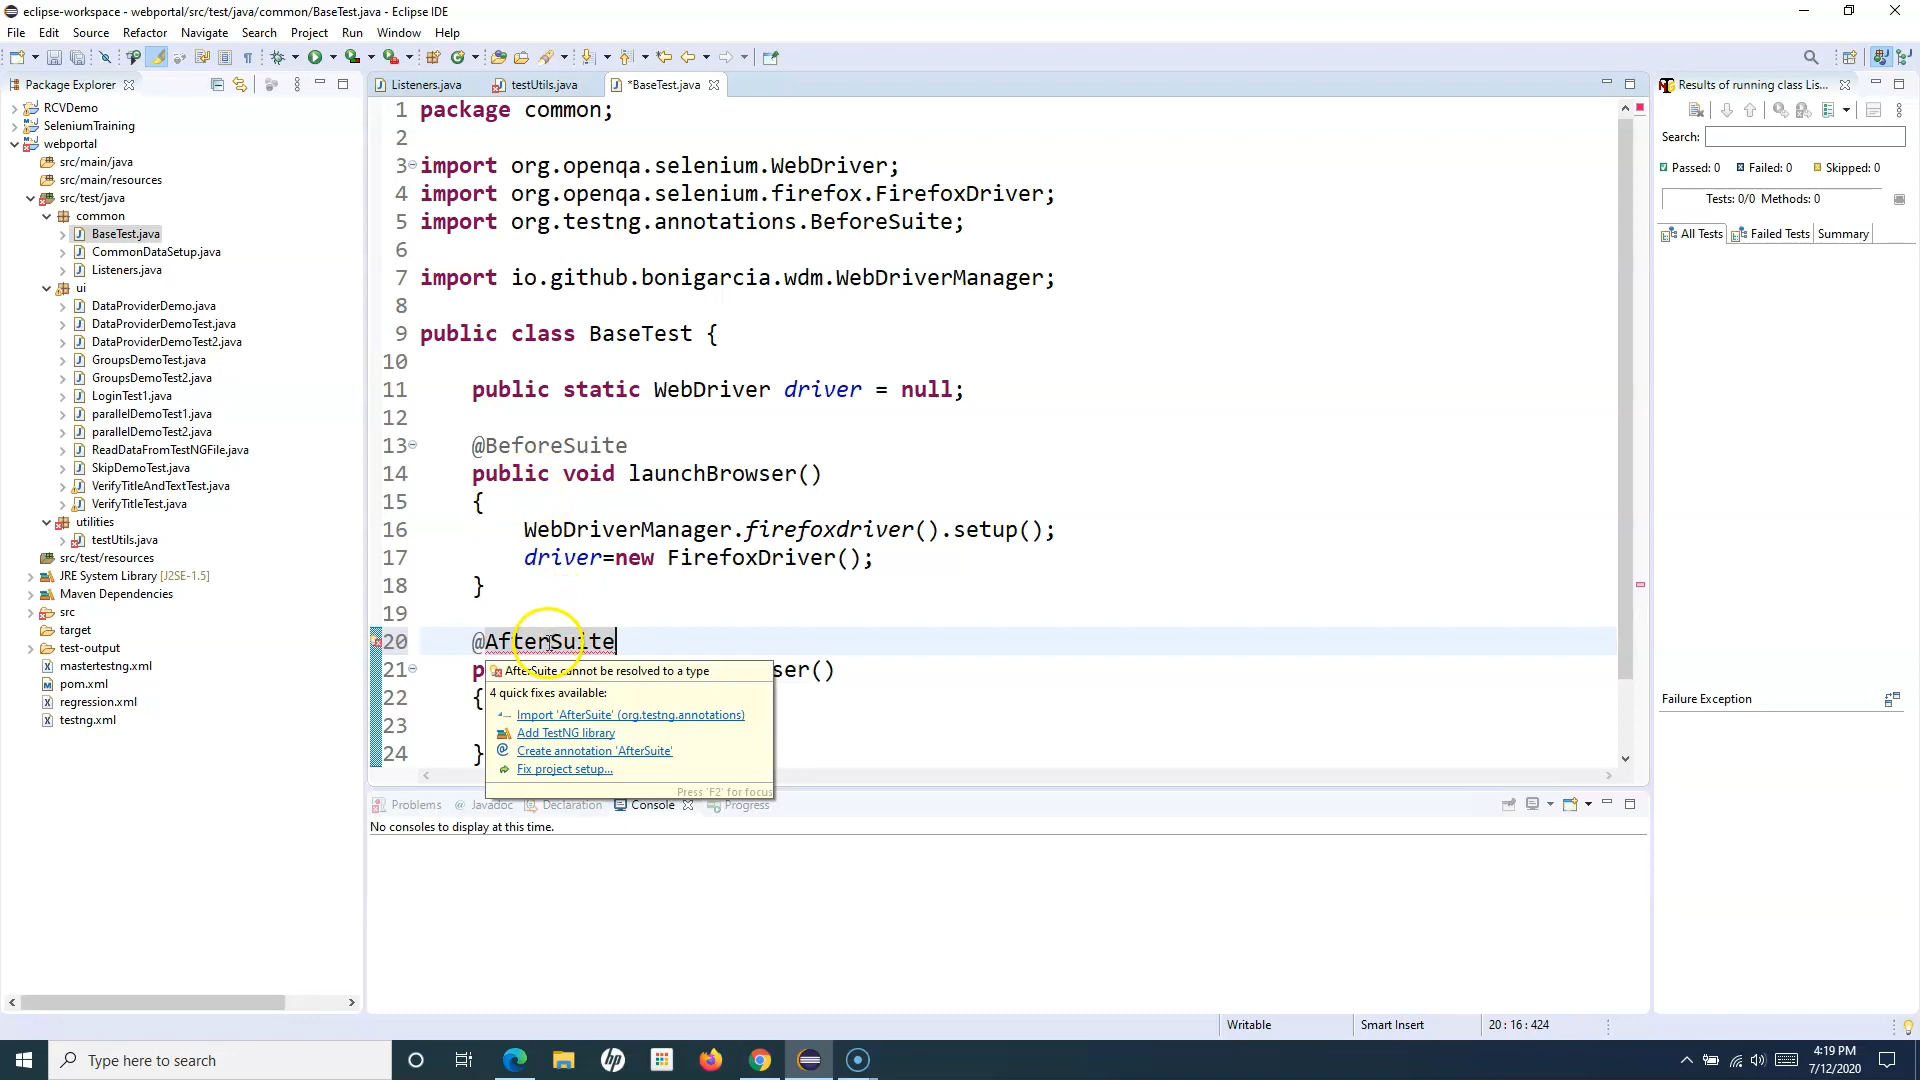 eclipse-workspace - webportal/src/test/java/common/BaseTest.java - Eclipse IDE
File Edit Source Refactor Navigate Search Project Run Window Help
Package Explorer
RCVDemo
SeleniumTraining
webportal
src/main/java
src/main/resources
src/test/java
common
BaseTest.java
CommonDataSetup.java
Listeners.java
ui
DataProviderDemo.java
DataProviderDemoTest.java
DataProviderDemoTest2.java
GroupsDemoTest.java
GroupsDemoTest2.java
LoginTest1.java
parallelDemoTest1.java
parallelDemoTest2.java
ReadDataFromTestNGFile.java
SkipDemoTest.java
VerifyTitleAndTextTest.java
VerifyTitleTest.java
utilities
testUtils.java
src/test/resources
JRE System Library [J2SE-1.5]
Maven Dependencies
src
target
test-output
mastertestng.xml
pom.xml
regression.xml
testng.xml
Listeners.java testUtils.java *BaseTest.java
1 package common;
2
3 import org.openqa.selenium.WebDriver;
4 import org.openqa.selenium.firefox.FirefoxDriver;
5 import org.testng.annotations.BeforeSuite;
6
7 import io.github.bonigarcia.wdm.WebDriverManager;
8
9 public class BaseTest {
10
11 public static WebDriver driver = null;
12
13 @BeforeSuite
14 public void launchBrowser()
15 {
16 WebDriverManager.firefoxdriver().setup();
17 driver=new FirefoxDriver();
18 }
19
20 @AfterSuite
21 p ser()
22 {
23
24 }
AfterSuite cannot be resolved to a type
4 quick fixes available:
Import 'AfterSuite' (org.testng.annotations)
Add TestNG library
Create annotation 'AfterSuite'
Fix project setup...
Press 'F2' for focus
Problems Javadoc Declaration Console Progress
No consoles to display at this time.
Results of running class Lis...
Search:
Passed: 0 Failed: 0 Skipped: 0
Tests: 0/0 Methods: 0
All Tests Failed Tests Summary
Failure Exception
Writable Smart Insert 20 : 16 : 424
Type here to search
hp
4:19 PM
7/12/2020